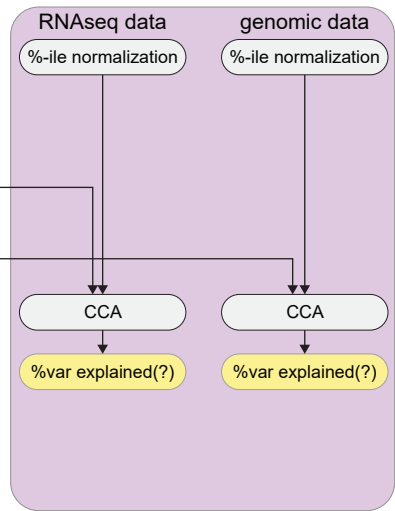 RNAseq data
genomic data
%-ile normalization
%-ile normalization
CCA
CCA
%var explained(?)
%var explained(?)